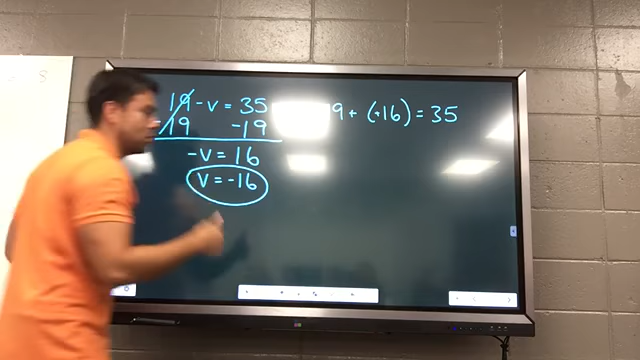 19 - v = 35
-19 -19
-v = 16
v = -16
9 + (+16) = 35